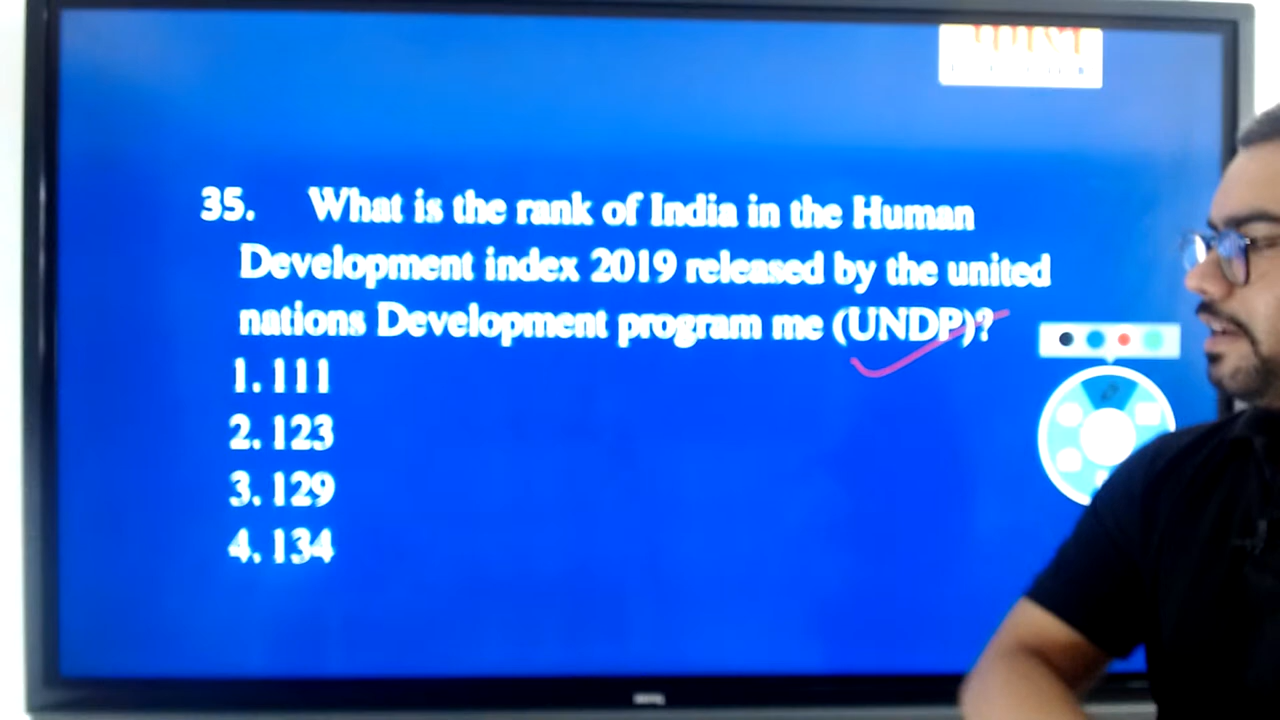 35. What is the rank of India in the Human
Development index 2019 released by the united
nations Development program me (UNDP)?
1. 111
2. 123
3. 129
4. 134